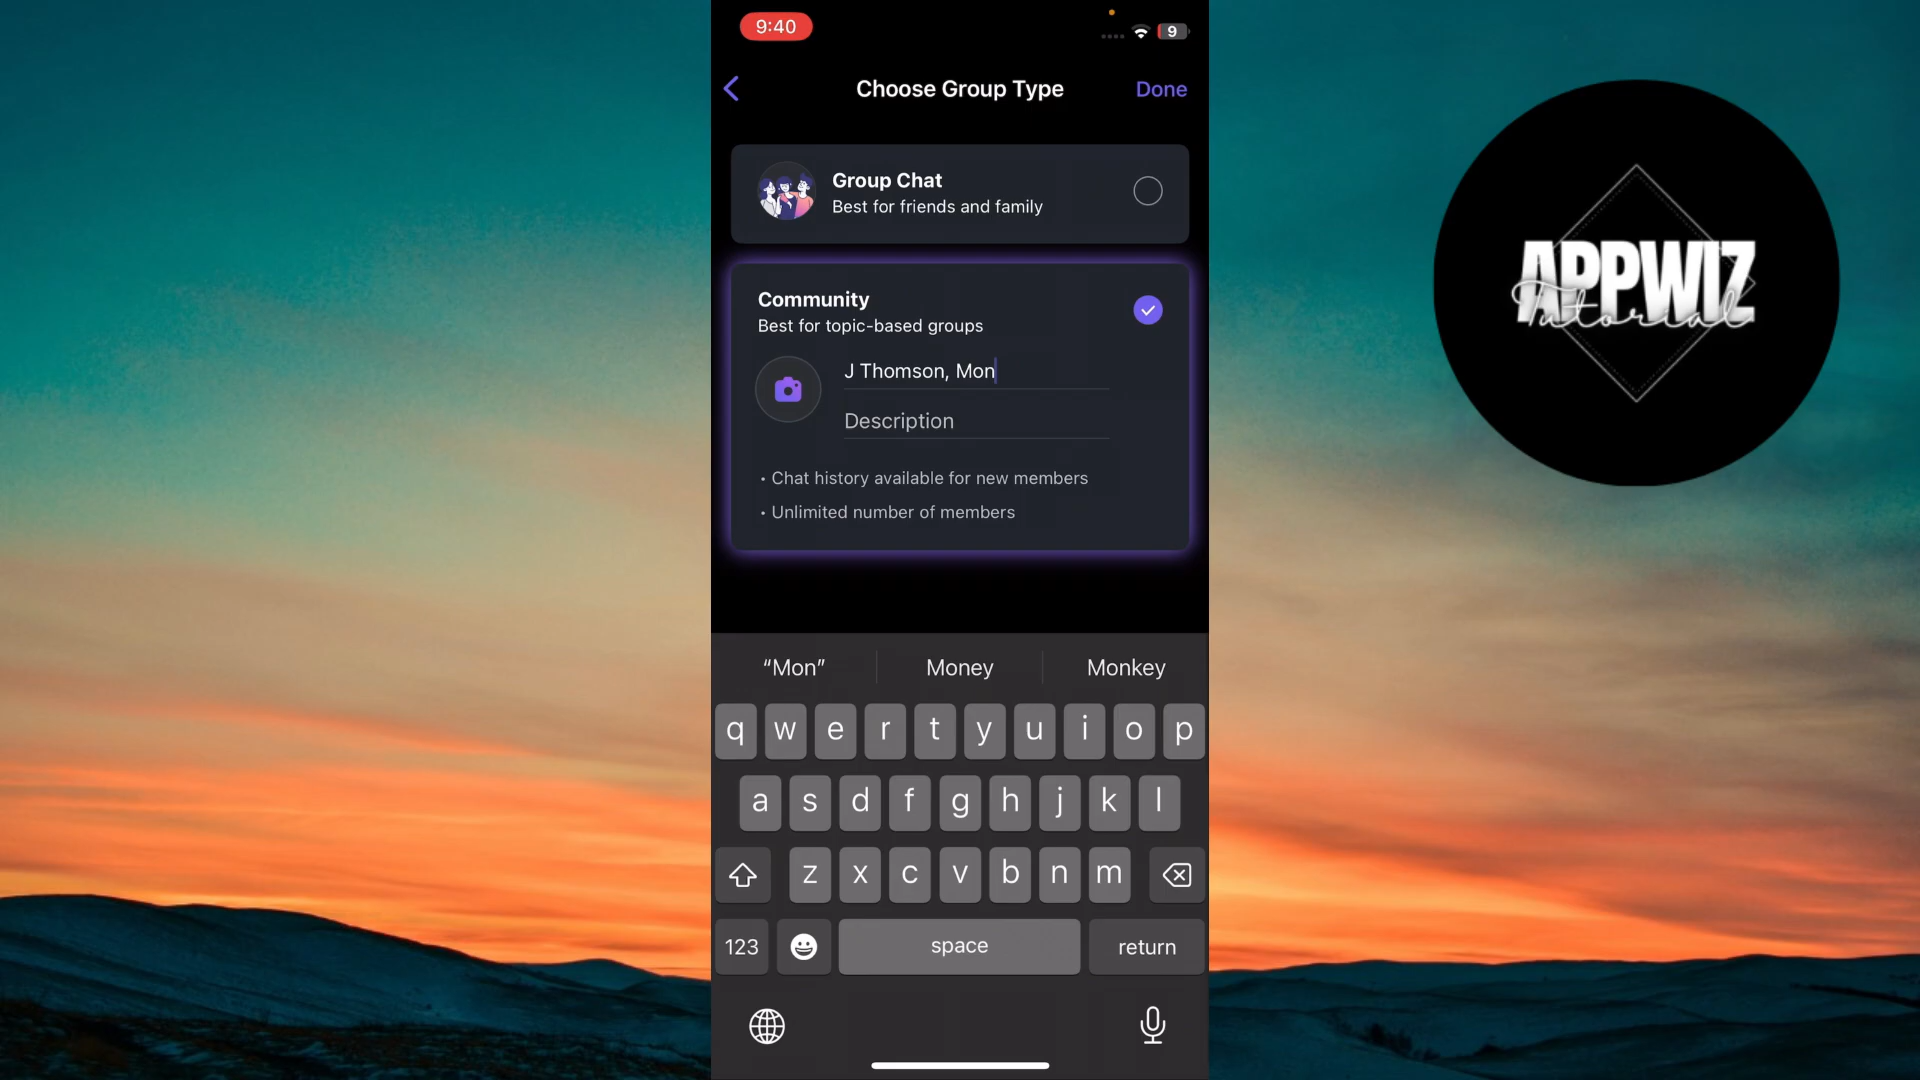 9:40
9
Choose Group Type
Done
Group Chat
Best for friends and family
Community
Best for topic-based groups
J Thomson, Mon
Description
• Chat history available for new members
• Unlimited number of members
“Mon”
Money
Monkey
q w e r t y u i o p
a s d f g h j k l
z x c v b n m
123
space
return
APPWIZ
Tutorial